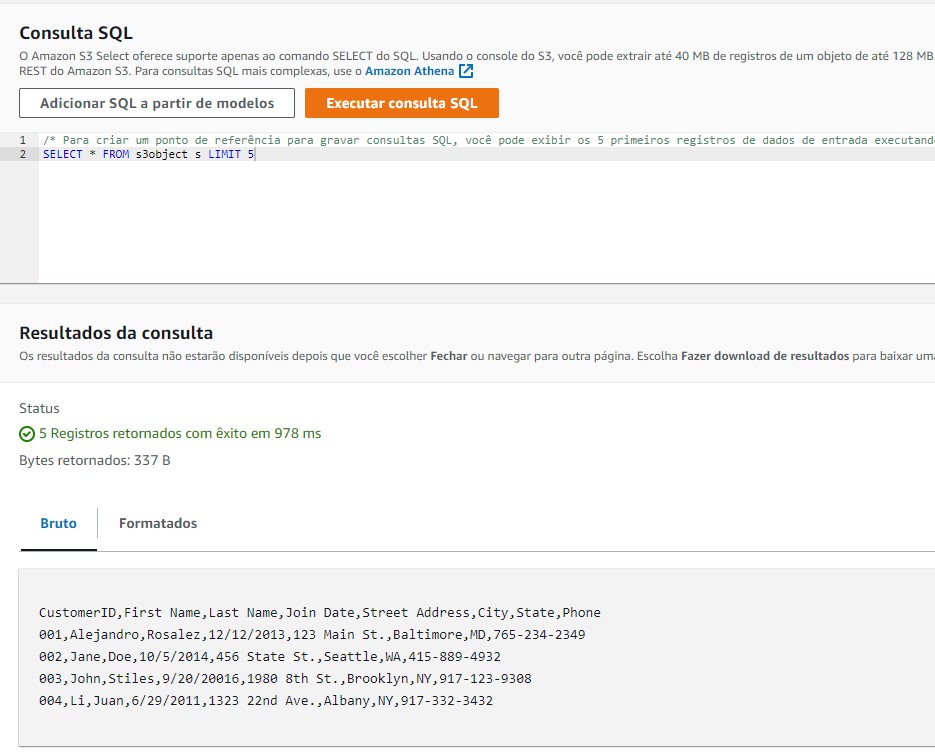 Consulta SQL
O Amazon S3 Select oferece suporte apenas ao comando SELECT do SQL. Usando o console do S3, você pode extrair até 40 MB de registros de um objeto de até 128 MB
REST do Amazon S3. Para consultas SQL mais complexas, use o Amazon Athena
Adicionar SQL a partir de modelos
Executar consulta SQL
1 /* Para criar um ponto de referência para gravar consultas SQL, você pode exibir os 5 primeiros registros de dados de entrada executand
2 SELECT * FROM s3object s LIMIT 5
Resultados da consulta
Os resultados da consulta não estarão disponíveis depois que você escolher Fechar ou navegar para outra página. Escolha Fazer download de resultados para baixar uma
Status
5 Registros retornados com êxito em 978 ms
Bytes retornados: 337 B
Bruto
Formatados
CustomerID,First Name,Last Name,Join Date,Street Address,City,State,Phone
001,Alejandro,Rosalez,12/12/2013,123 Main St.,Baltimore,MD,765-234-2349
002,Jane,Doe,10/5/2014,456 State St.,Seattle,WA,415-889-4932
003,John,Stiles,9/20/20016,1980 8th St.,Brooklyn,NY,917-123-9308
004,Li,Juan,6/29/2011,1323 22nd Ave.,Albany,NY,917-332-3432